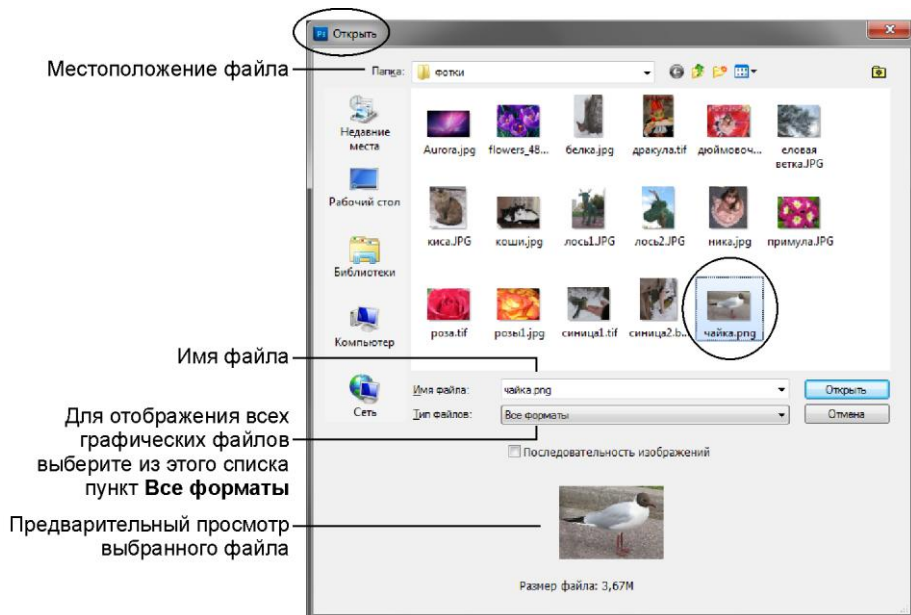 Ps Открыть
Местоположение файла
Папка: фотки
Недавние места
Aurora.jpg flowers_48... белка.jpg дракула.tif дюймовоч... еловая ветка.JPG
Рабочий стол
киса.JPG коши.jpg лось1.JPG лось2.JPG ника.jpg примула.JPG
Библиотеки
Компьютер
роза.tif розы1.jpg синица1.tif синица2.b... чайка.png
Имя файла
Сеть
Имя файла: чайка.png Открыть
Тип файлов: Все форматы Отмена
Для отображения всех
графических файлов
выберите из этого списка
пункт Все форматы
Последовательность изображений
Предварительный просмотр
выбранного файла
Размер файла: 3,67M